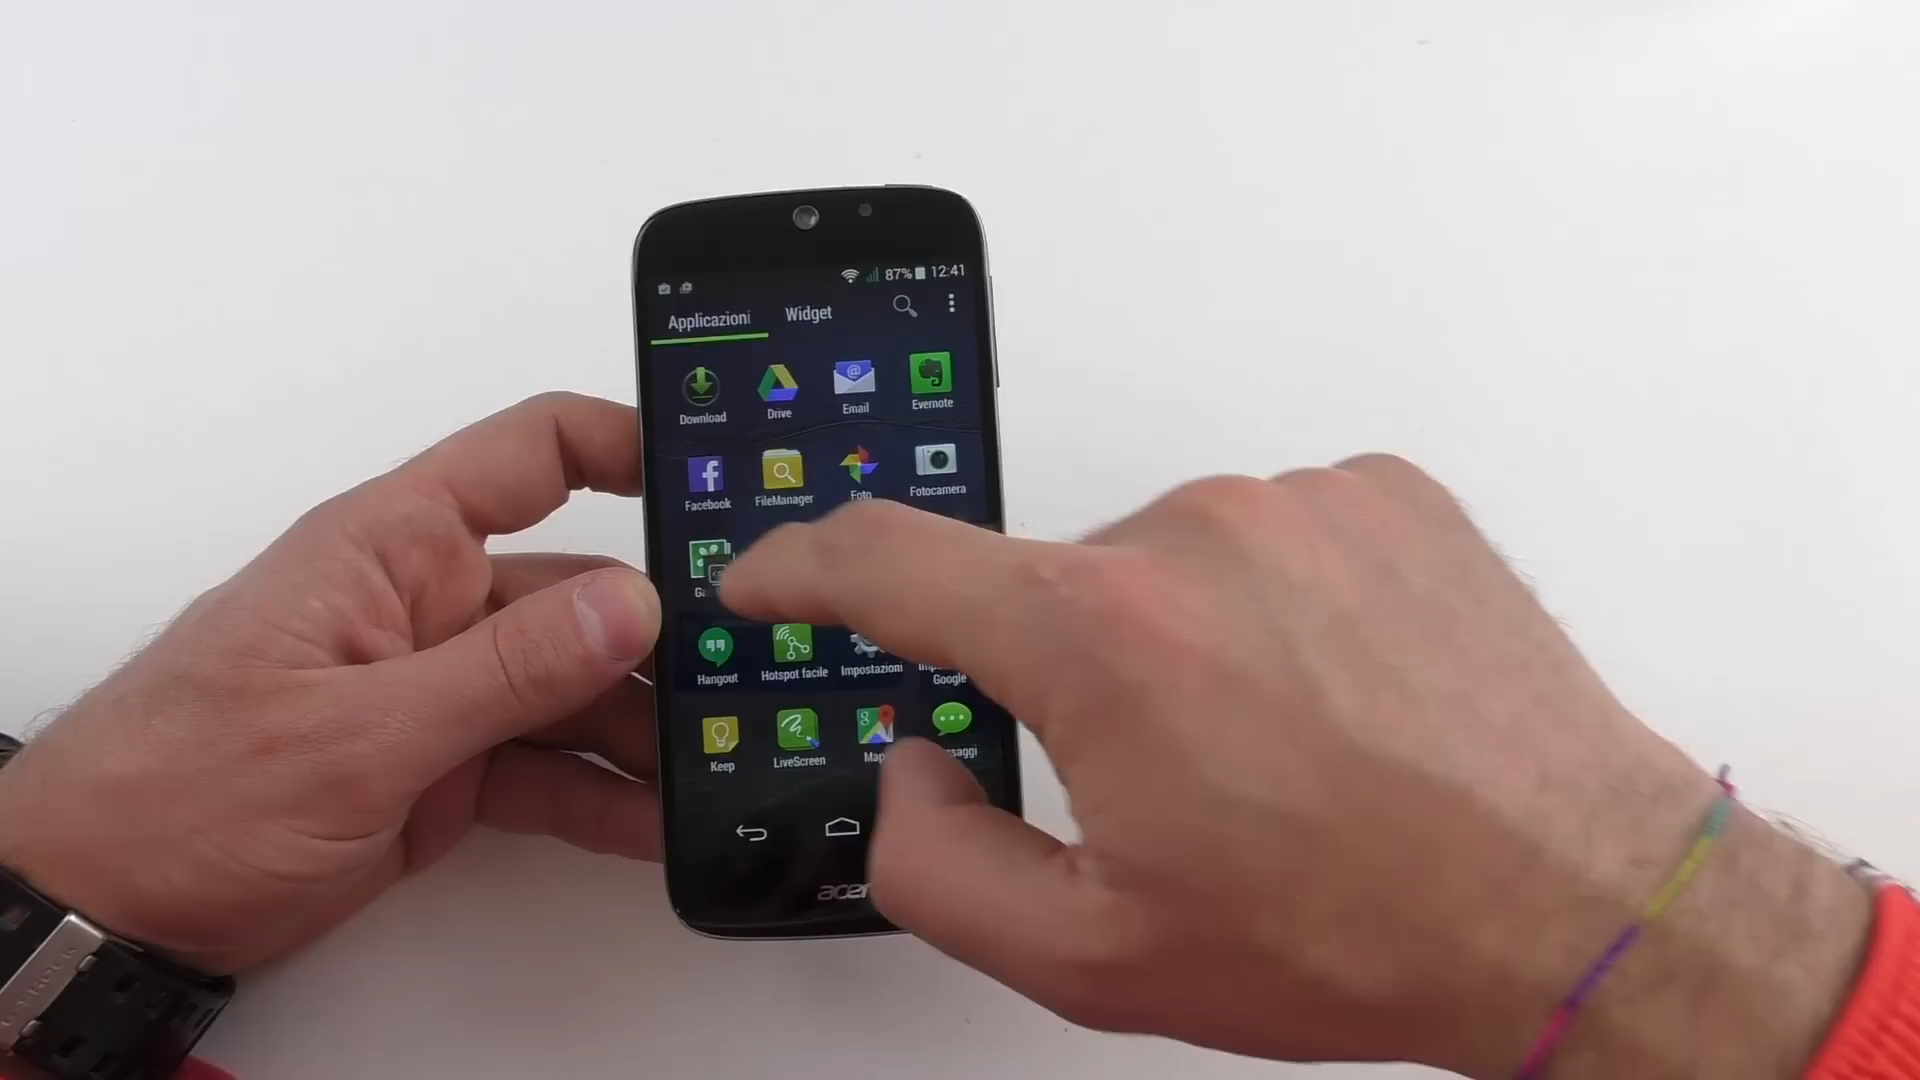 87% 12:41
Applicazioni Widget
Download Drive Email Evernote
Facebook FileManager Foto Fotocamera
Hangout Hotspot facile Impostazioni
Google
Keep LiveScreen
acer